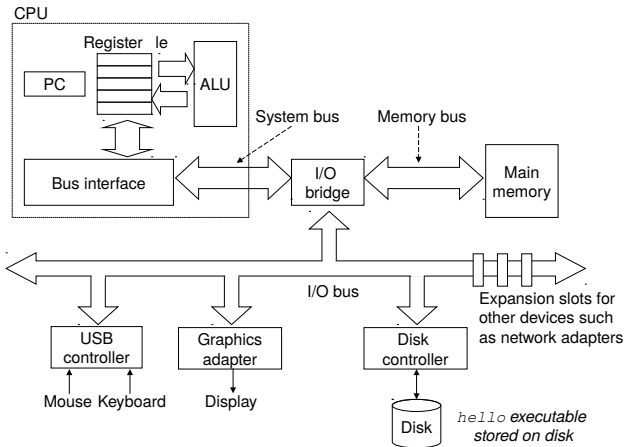 CPU
Register le
PC
ALU
System bus
Memory bus
Bus interface
I/O
bridge
Main
memory
I/O bus
Expansion slots for
other devices such
as network adapters
USB
controller
Graphics
adapter
Disk
controller
Mouse Keyboard
Display
Disk
hello executable
stored on disk